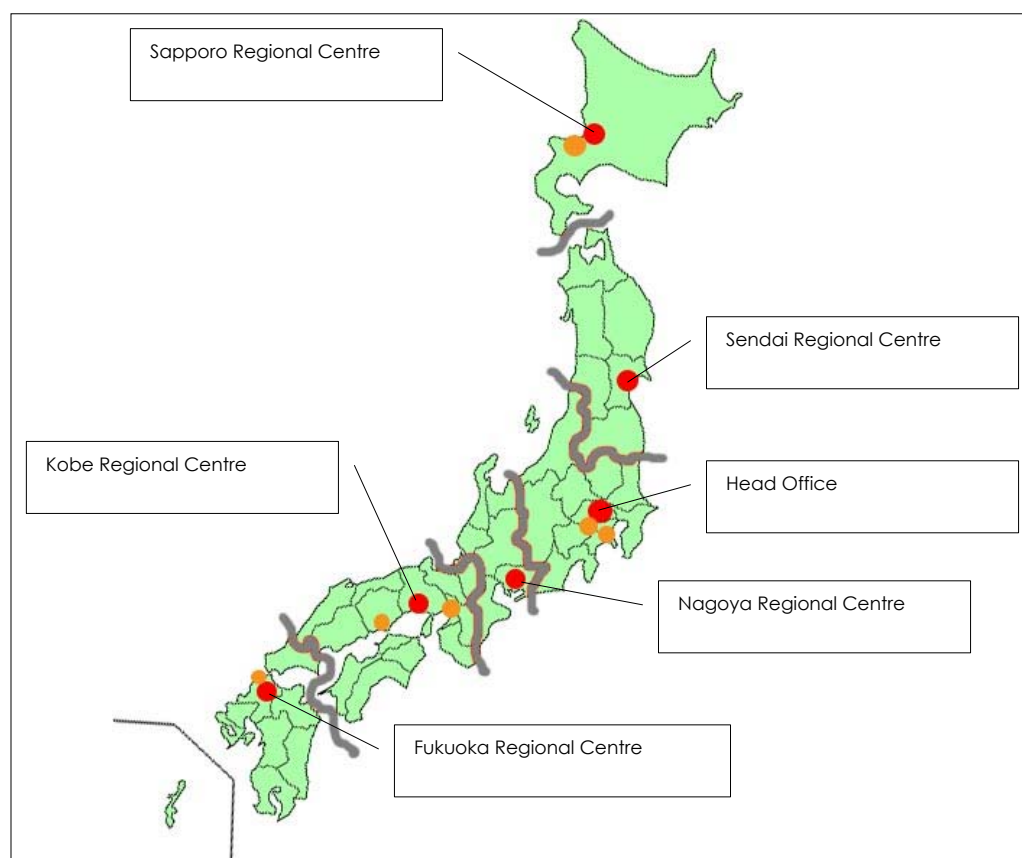 Sapporo Regional Centre
Sendai Regional Centre
Kobe Regional Centre
Head Office
Nagoya Regional Centre
Fukuoka Regional Centre